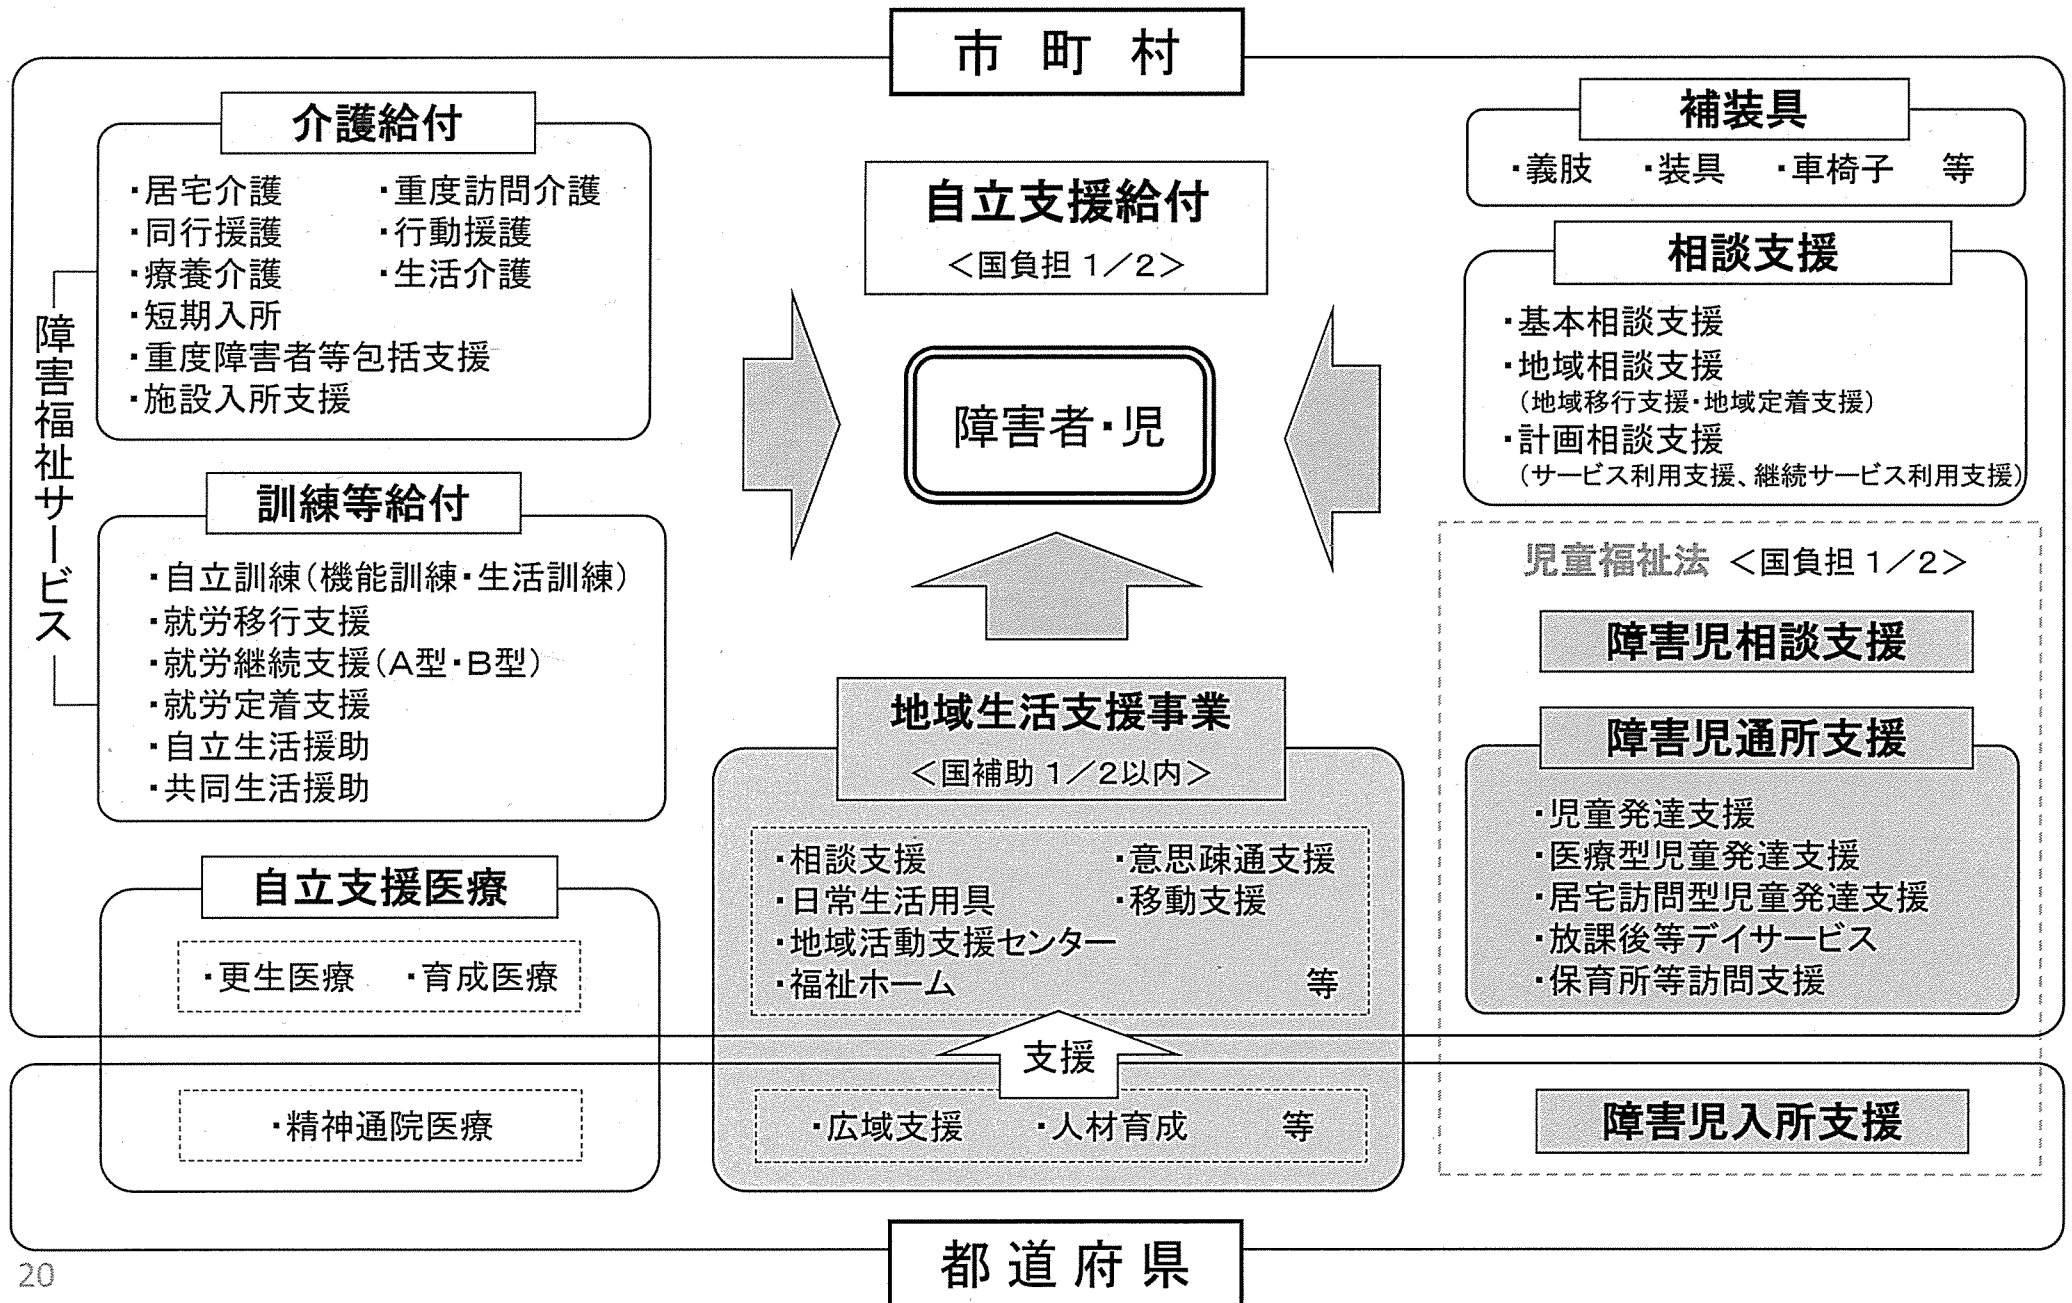 市町村
介護給付
・居宅介護　・重度訪問介護
・同行援護　・行動援護
・療養介護　・生活介護
・短期入所
・重度障害者等包括支援
・施設入所支援
障害福祉サービス
訓練等給付
・自立訓練（機能訓練・生活訓練）
・就労移行支援
・就労継続支援（A型・B型）
・就労定着支援
・自立生活援助
・共同生活援助
自立支援医療
・更生医療　・育成医療
・精神通院医療
自立支援給付
＜国負担 1／2＞
障害者・児
地域生活支援事業
＜国補助 1／2以内＞
・相談支援　・意思疎通支援
・日常生活用具　・移動支援
・地域活動支援センター
・福祉ホーム　等
支援
・広域支援　・人材育成　等
補装具
・義肢　・装具　・車椅子　等
相談支援
・基本相談支援
・地域相談支援
（地域移行支援・地域定着支援）
・計画相談支援
（サービス利用支援、継続サービス利用支援）
児童福祉法 ＜国負担 1／2＞
障害児相談支援
障害児通所支援
・児童発達支援
・医療型児童発達支援
・居宅訪問型児童発達支援
・放課後等デイサービス
・保育所等訪問支援
障害児入所支援
都道府県
20